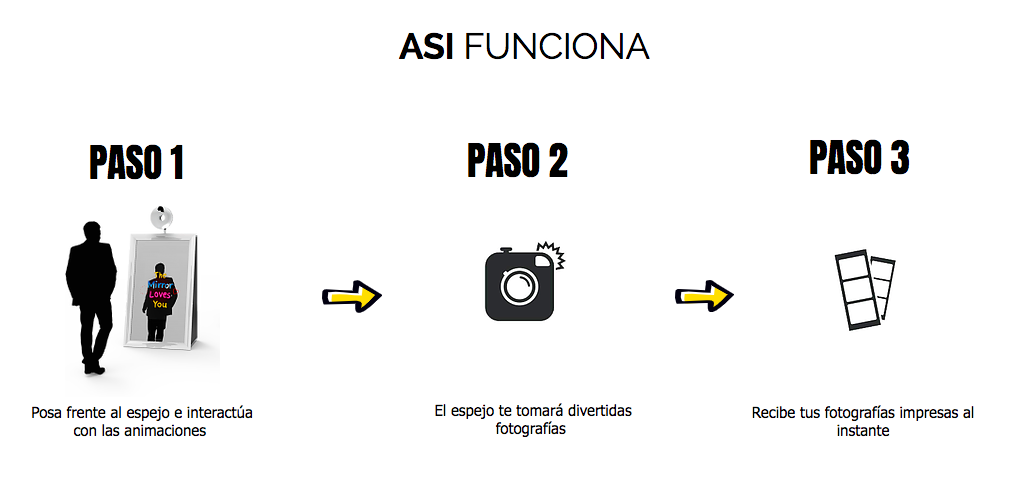 ASI FUNCIONA
PASO 1
The
Mirror
Loves
You
Posa frente al espejo e interactúa
con las animaciones
PASO 2
El espejo te tomará divertidas
fotografías
PASO 3
Recibe tus fotografías impresas al
instante